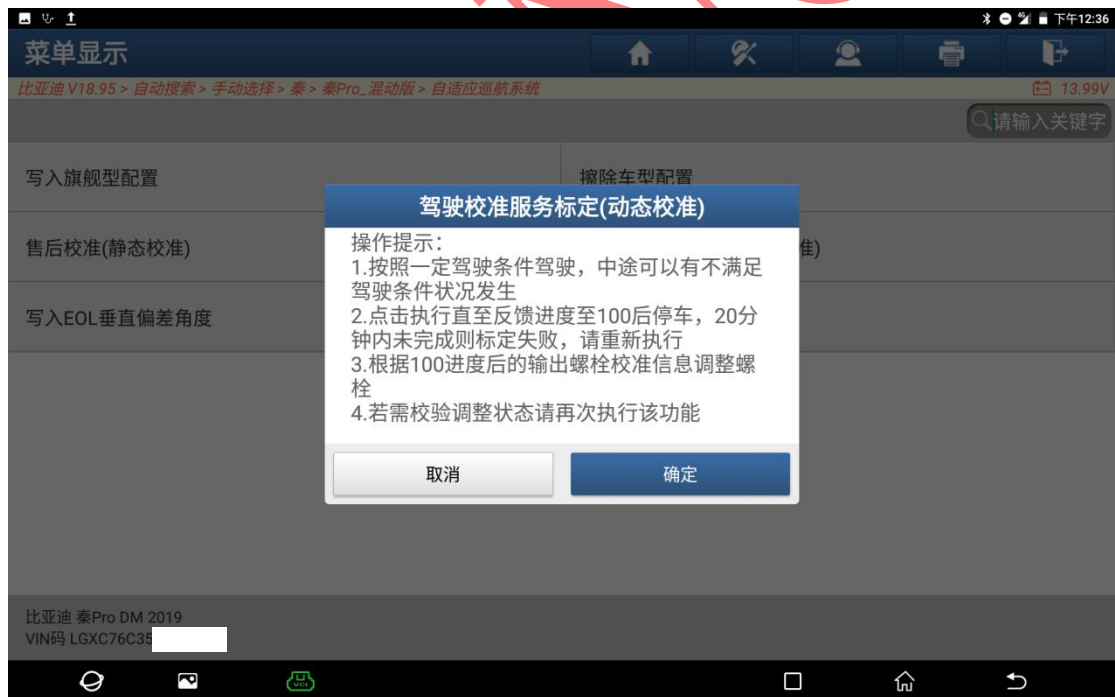 下午12:36
菜单显示
比亚迪 V18.95 > 自动搜索 > 手动选择 > 秦 > 秦Pro_混动版 > 自适应巡航系统
13.99V
请输入关键字
写入旗舰型配置
擦除车型配置
驾驶校准服务标定(动态校准)
售后校准(静态校准)
准)
写入EOL垂直偏差角度
操作提示：
1.按照一定驾驶条件驾驶，中途可以有不满足
驾驶条件状况发生
2.点击执行直至反馈进度至100后停车，20分
钟内未完成则标定失败，请重新执行
3.根据100进度后的输出螺栓校准信息调整螺
栓
4.若需校验调整状态请再次执行该功能
取消
确定
比亚迪 秦Pro DM 2019
VIN码 LGXC76C35
VCI